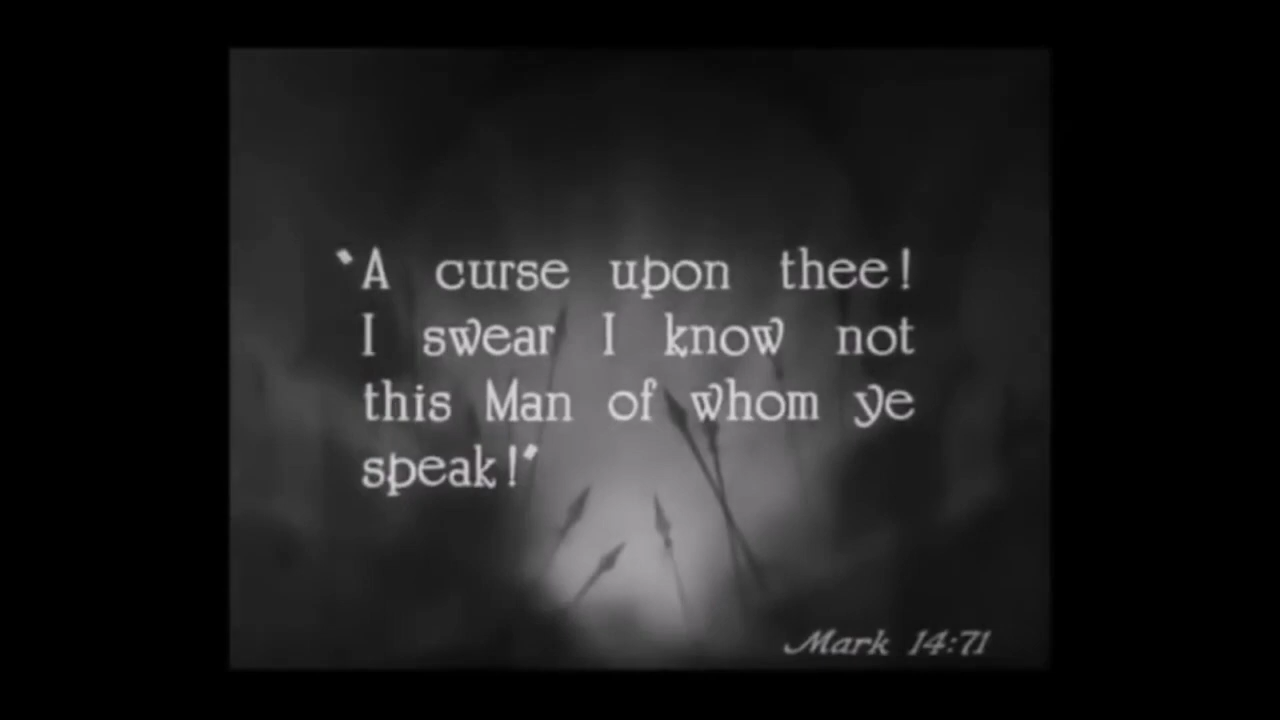 "A curse upon thee!
I swear I know not
this Man of whom ye
speak!"
Mark 14:71